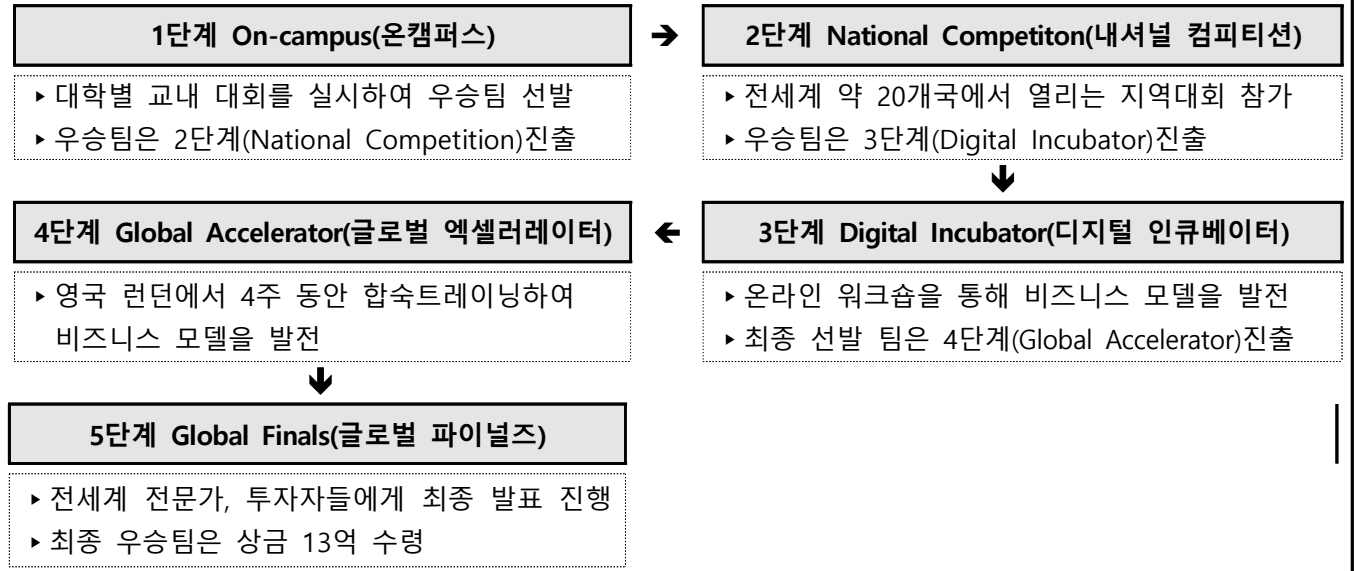 1단계 On-campus(온캠퍼스)
▸대학별 교내 대회를 실시하여 우승팀 선발
▸우승팀은 2단계(National Competition)진출
2단계 National Competiton(내셔널 컴피티션)
▸전세계 약 20개국에서 열리는 지역대회 참가
▸우승팀은 3단계(Digital Incubator)진출
3단계 Digital Incubator(디지털 인큐베이터)
▸온라인 워크숍을 통해 비즈니스 모델을 발전
▸최종 선발 팀은 4단계(Global Accelerator)진출
4단계 Global Accelerator(글로벌 엑셀러레이터)
▸영국 런던에서 4주 동안 합숙트레이닝하여
비즈니스 모델을 발전
5단계 Global Finals(글로벌 파이널즈)
▸전세계 전문가, 투자자들에게 최종 발표 진행
▸최종 우승팀은 상금 13억 수령